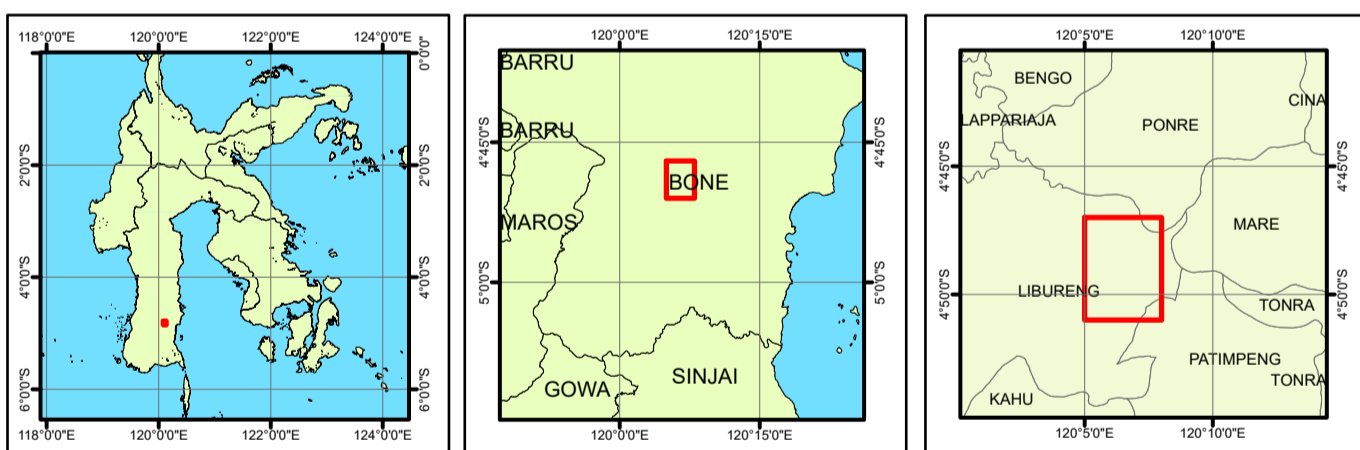 118°0'0"E 120°0'0"E 122°0'0"E 124°0'0"E
0°0'0"
2°0'0"S
2°0'0"S
4°0'0"S
4°0'0"S
6°0'0"S
6°0'0"S
118°0'0"E 120°0'0"E 122°0'0"E 124°0'0"E
120°0'0"E 120°15'0"E
BARRU
BARRU
4°45'0"S
4°45'0"S
BONE
MAROS
5°0'0"S
5°0'0"S
SINJAI
GOWA
120°0'0"E 120°15'0"E
120°5'0"E 120°10'0"E
BENGO
CINA
LAPPARIAJA
PONRE
4°45'0"S
4°45'0"S
MARE
LIBURENG
4°50'0"S
4°50'0"S
TONRA
PATIMPENG
TONRA
KAHU
120°5'0"E 120°10'0"E